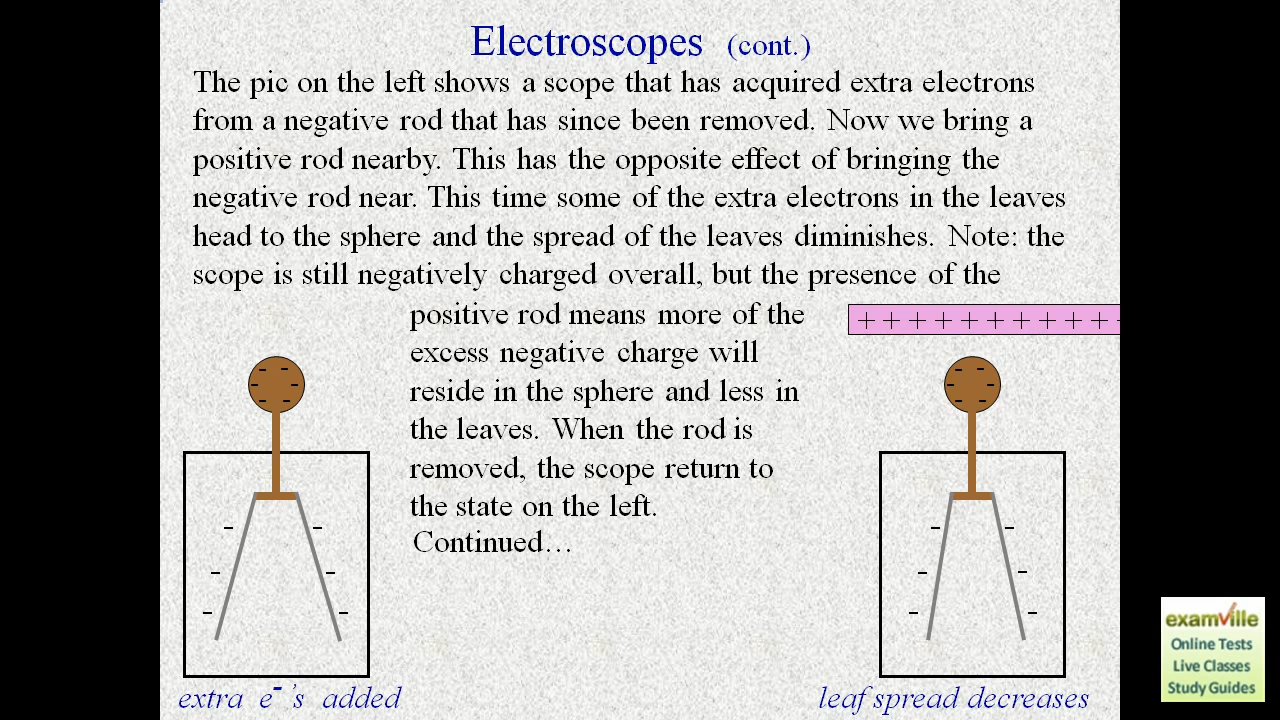 Electroscopes (cont.)
The pic on the left shows a scope that has acquired extra electrons
from a negative rod that has since been removed. Now we bring a
positive rod nearby. This has the opposite effect of bringing the
negative rod near. This time some of the extra electrons in the leaves
head to the sphere and the spread of the leaves diminishes. Note: the
scope is still negatively charged overall, but the presence of the
positive rod means more of the
excess negative charge will
reside in the sphere and less in
the leaves. When the rod is
removed, the scope return to
the state on the left.
Continued…
+ + + + + + + + + + +
- -
- -
- -
- -
- -
- -
extra e⁻ 's added
- -
- -
- -
- -
- -
- -
leaf spread decreases
examville
Online Tests
Live Classes
Study Guides